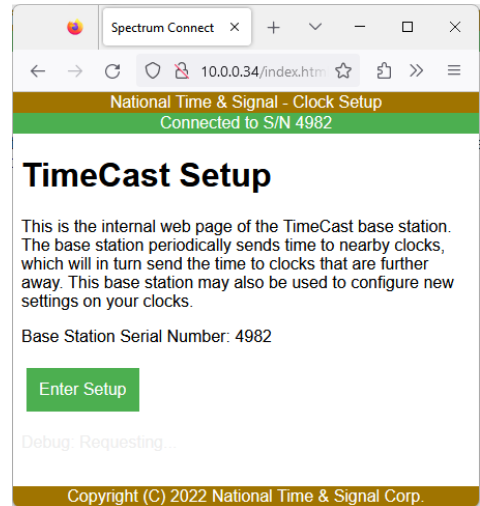 Spectrum Connect
10.0.0.34/index.htm
National Time & Signal - Clock Setup
Connected to S/N 4982
TimeCast Setup
This is the internal web page of the TimeCast base station.
The base station periodically sends time to nearby clocks,
which will in turn send the time to clocks that are further
away. This base station may also be used to configure new
settings on your clocks.
Base Station Serial Number: 4982
Enter Setup
Debug: Requesting...
Copyright (C) 2022 National Time & Signal Corp.